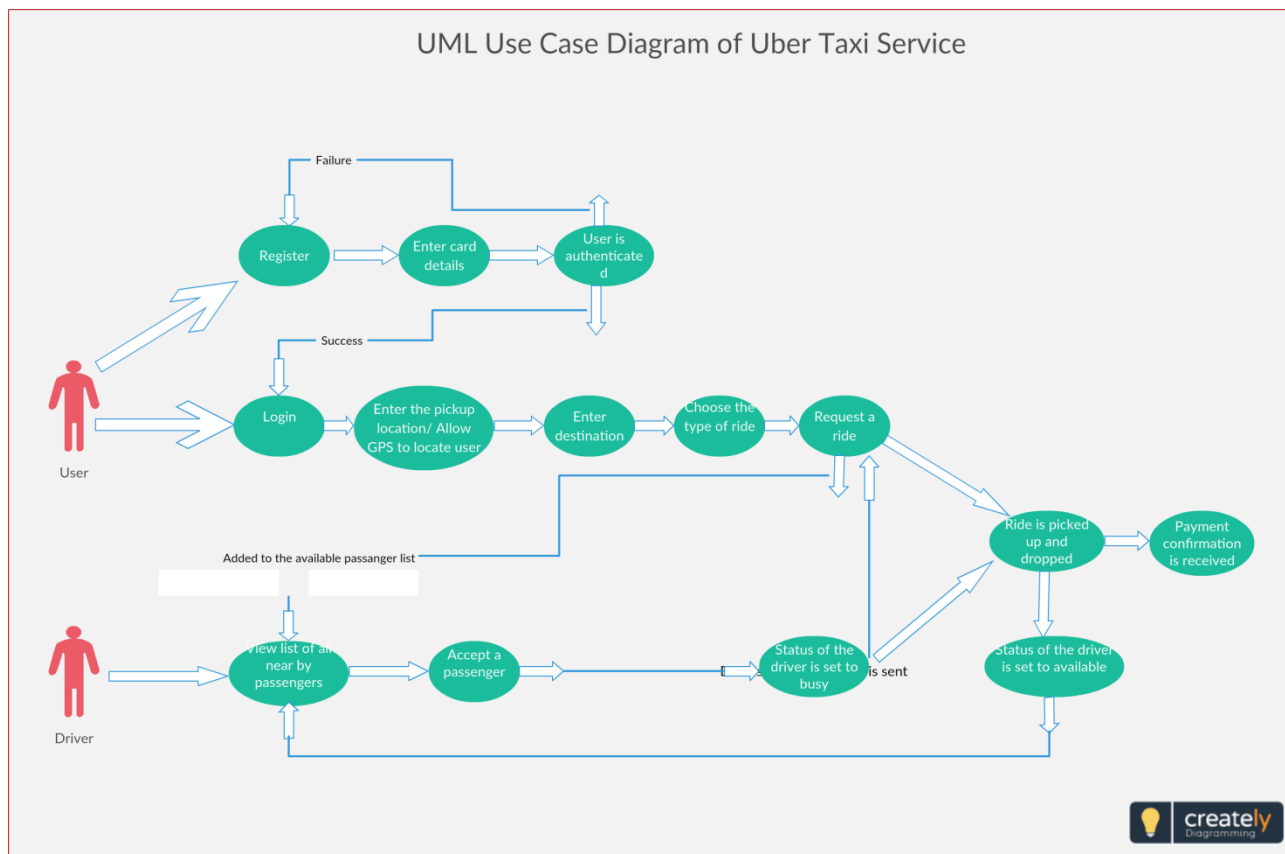 UML Use Case Diagram of Uber Taxi Service
Failure
Register
Enter card
details
User is
authenticate
d
Success
Login
Enter the pickup
location/ Allow
GPS to locate user
Enter
destination
Choose the
type of ride
Request a
ride
User
Ride is picked
up and
dropped
Payment
confirmation
is received
Added to the available passanger list
View list of all
near by
passengers
Accept a
passenger
Status of the
driver is set to
busy
is sent
Status of the driver
is set to available
Driver
creately
Diagramming